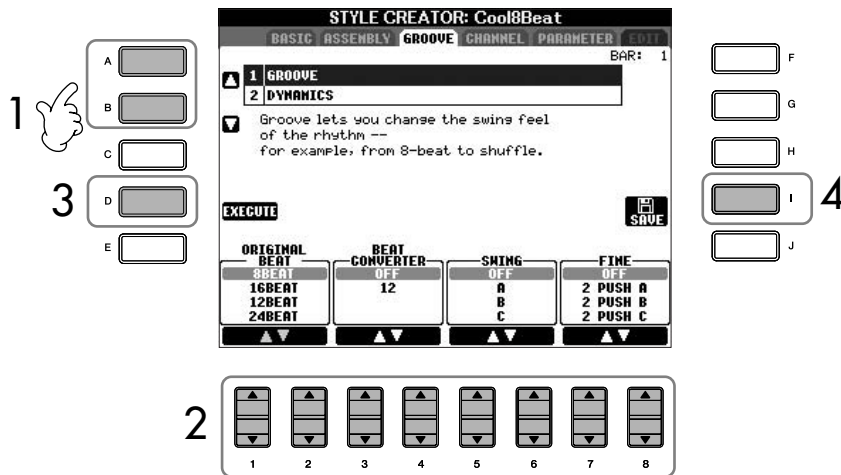 STYLE CREATOR: Cool8Beat
BASIC ASSEMBLY GROOVE CHANNEL PARAMETER EDIT
BAR: 1
1 GROOVE
2 DYNAMICS
Groove lets you change the swing feel
of the rhythm --
for example, from 8-beat to shuffle.
EXECUTE
SAVE
ORIGINAL BEAT
8BEAT
16BEAT
12BEAT
24BEAT
BEAT CONVERTER
OFF
12
SWING
OFF
A
B
C
FINE
OFF
2 PUSH A
2 PUSH B
2 PUSH C
1
A
B
C
3
D
E
F
G
H
I
4
J
2
1 2 3 4 5 6 7 8